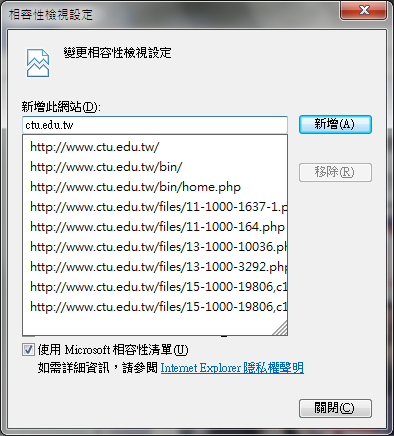 相容性檢視設定
變更相容性檢視設定
新增此網站(D):
ctu.edu.tw
新增(A)
http://www.ctu.edu.tw/
http://www.ctu.edu.tw/bin/
http://www.ctu.edu.tw/bin/home.php
http://www.ctu.edu.tw/files/11-1000-1637-1.p
http://www.ctu.edu.tw/files/11-1000-164.php
http://www.ctu.edu.tw/files/13-1000-10036.ph
http://www.ctu.edu.tw/files/13-1000-3292.php
http://www.ctu.edu.tw/files/15-1000-19806,c1
http://www.ctu.edu.tw/files/15-1000-19806,c1
移除(R)
使用 Microsoft 相容性清單(U)
如需詳細資訊，請參閱 Internet Explorer 隱私權聲明
關閉(C)